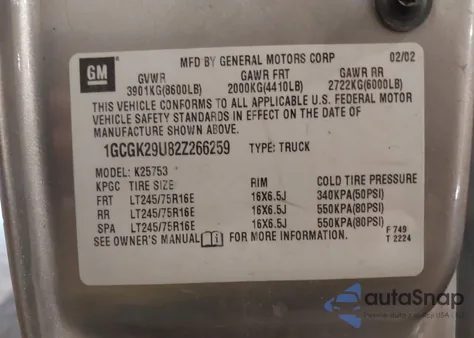 MFD BY GENERAL MOTORS CORP 02/02
GM
GVWR GAWR FRT GAWR RR
3901KG(8600LB) 2000KG(4410LB) 2722KG(6000LB)
THIS VEHICLE CONFORMS TO ALL APPLICABLE U.S. FEDERAL MOTOR
VEHICLE SAFETY STANDARDS IN EFFECT ON THE DATE OF
MANUFACTURE SHOWN ABOVE.
1GCGK29U82Z266259 TYPE: TRUCK
MODEL: K25753
KPGC TIRE SIZE RIM COLD TIRE PRESSURE
FRT LT245/75R16E 16X6.5J 340KPA(50PSI)
RR LT245/75R16E 16X6.5J 550KPA(80PSI)
SPA LT245/75R16E 16X6.5J 550KPA(80PSI)
SEE OWNER'S MANUAL FOR MORE INFORMATION.
F 749
T 2224
autaSnap